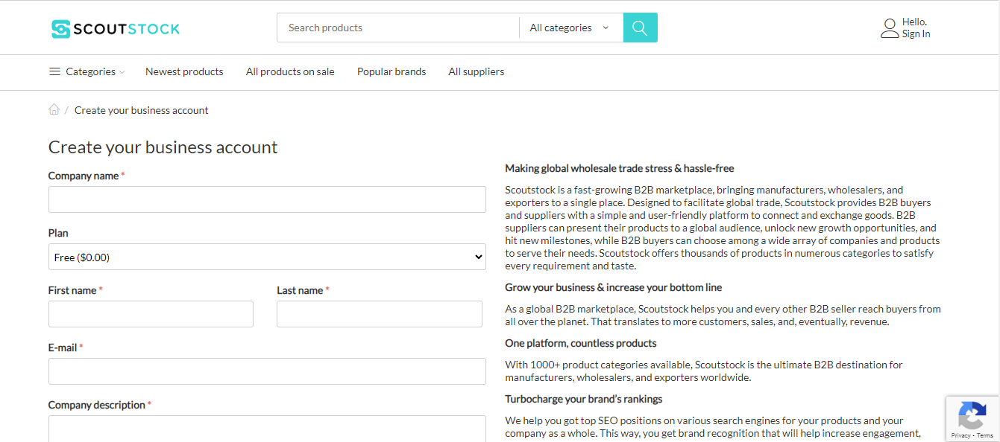 SCOUTSTOCK
Search products
All categories
Hello.
Sign In
Categories
Newest products
All products on sale
Popular brands
All suppliers
/ Create your business account
Create your business account
Company name *
Plan
Free ($0.00)
First name *
Last name *
E-mail *
Company description *
Making global wholesale trade stress & hassle-free
Scoutstock is a fast-growing B2B marketplace, bringing manufacturers, wholesalers, and
exporters to a single place. Designed to facilitate global trade, Scoutstock provides B2B buyers
and suppliers with a simple and user-friendly platform to connect and exchange goods. B2B
suppliers can present their products to a global audience, unlock new growth opportunities, and
hit new milestones, while B2B buyers can choose among a wide array of companies and products
to serve their needs. Scoutstock offers thousands of products in numerous categories to satisfy
every requirement and taste.
Grow your business & increase your bottom line
As a global B2B marketplace, Scoutstock helps you and every other B2B seller reach buyers from
all over the planet. That translates to more customers, sales, and, eventually, revenue.
One platform, countless products
With 1000+ product categories available, Scoutstock is the ultimate B2B destination for
manufacturers, wholesalers, and exporters worldwide.
Turbocharge your brand's rankings
We help you got top SEO positions on various search engines for your products and your
company as a whole. This way, you get brand recognition that will help increase engagement,
Privacy - Terms